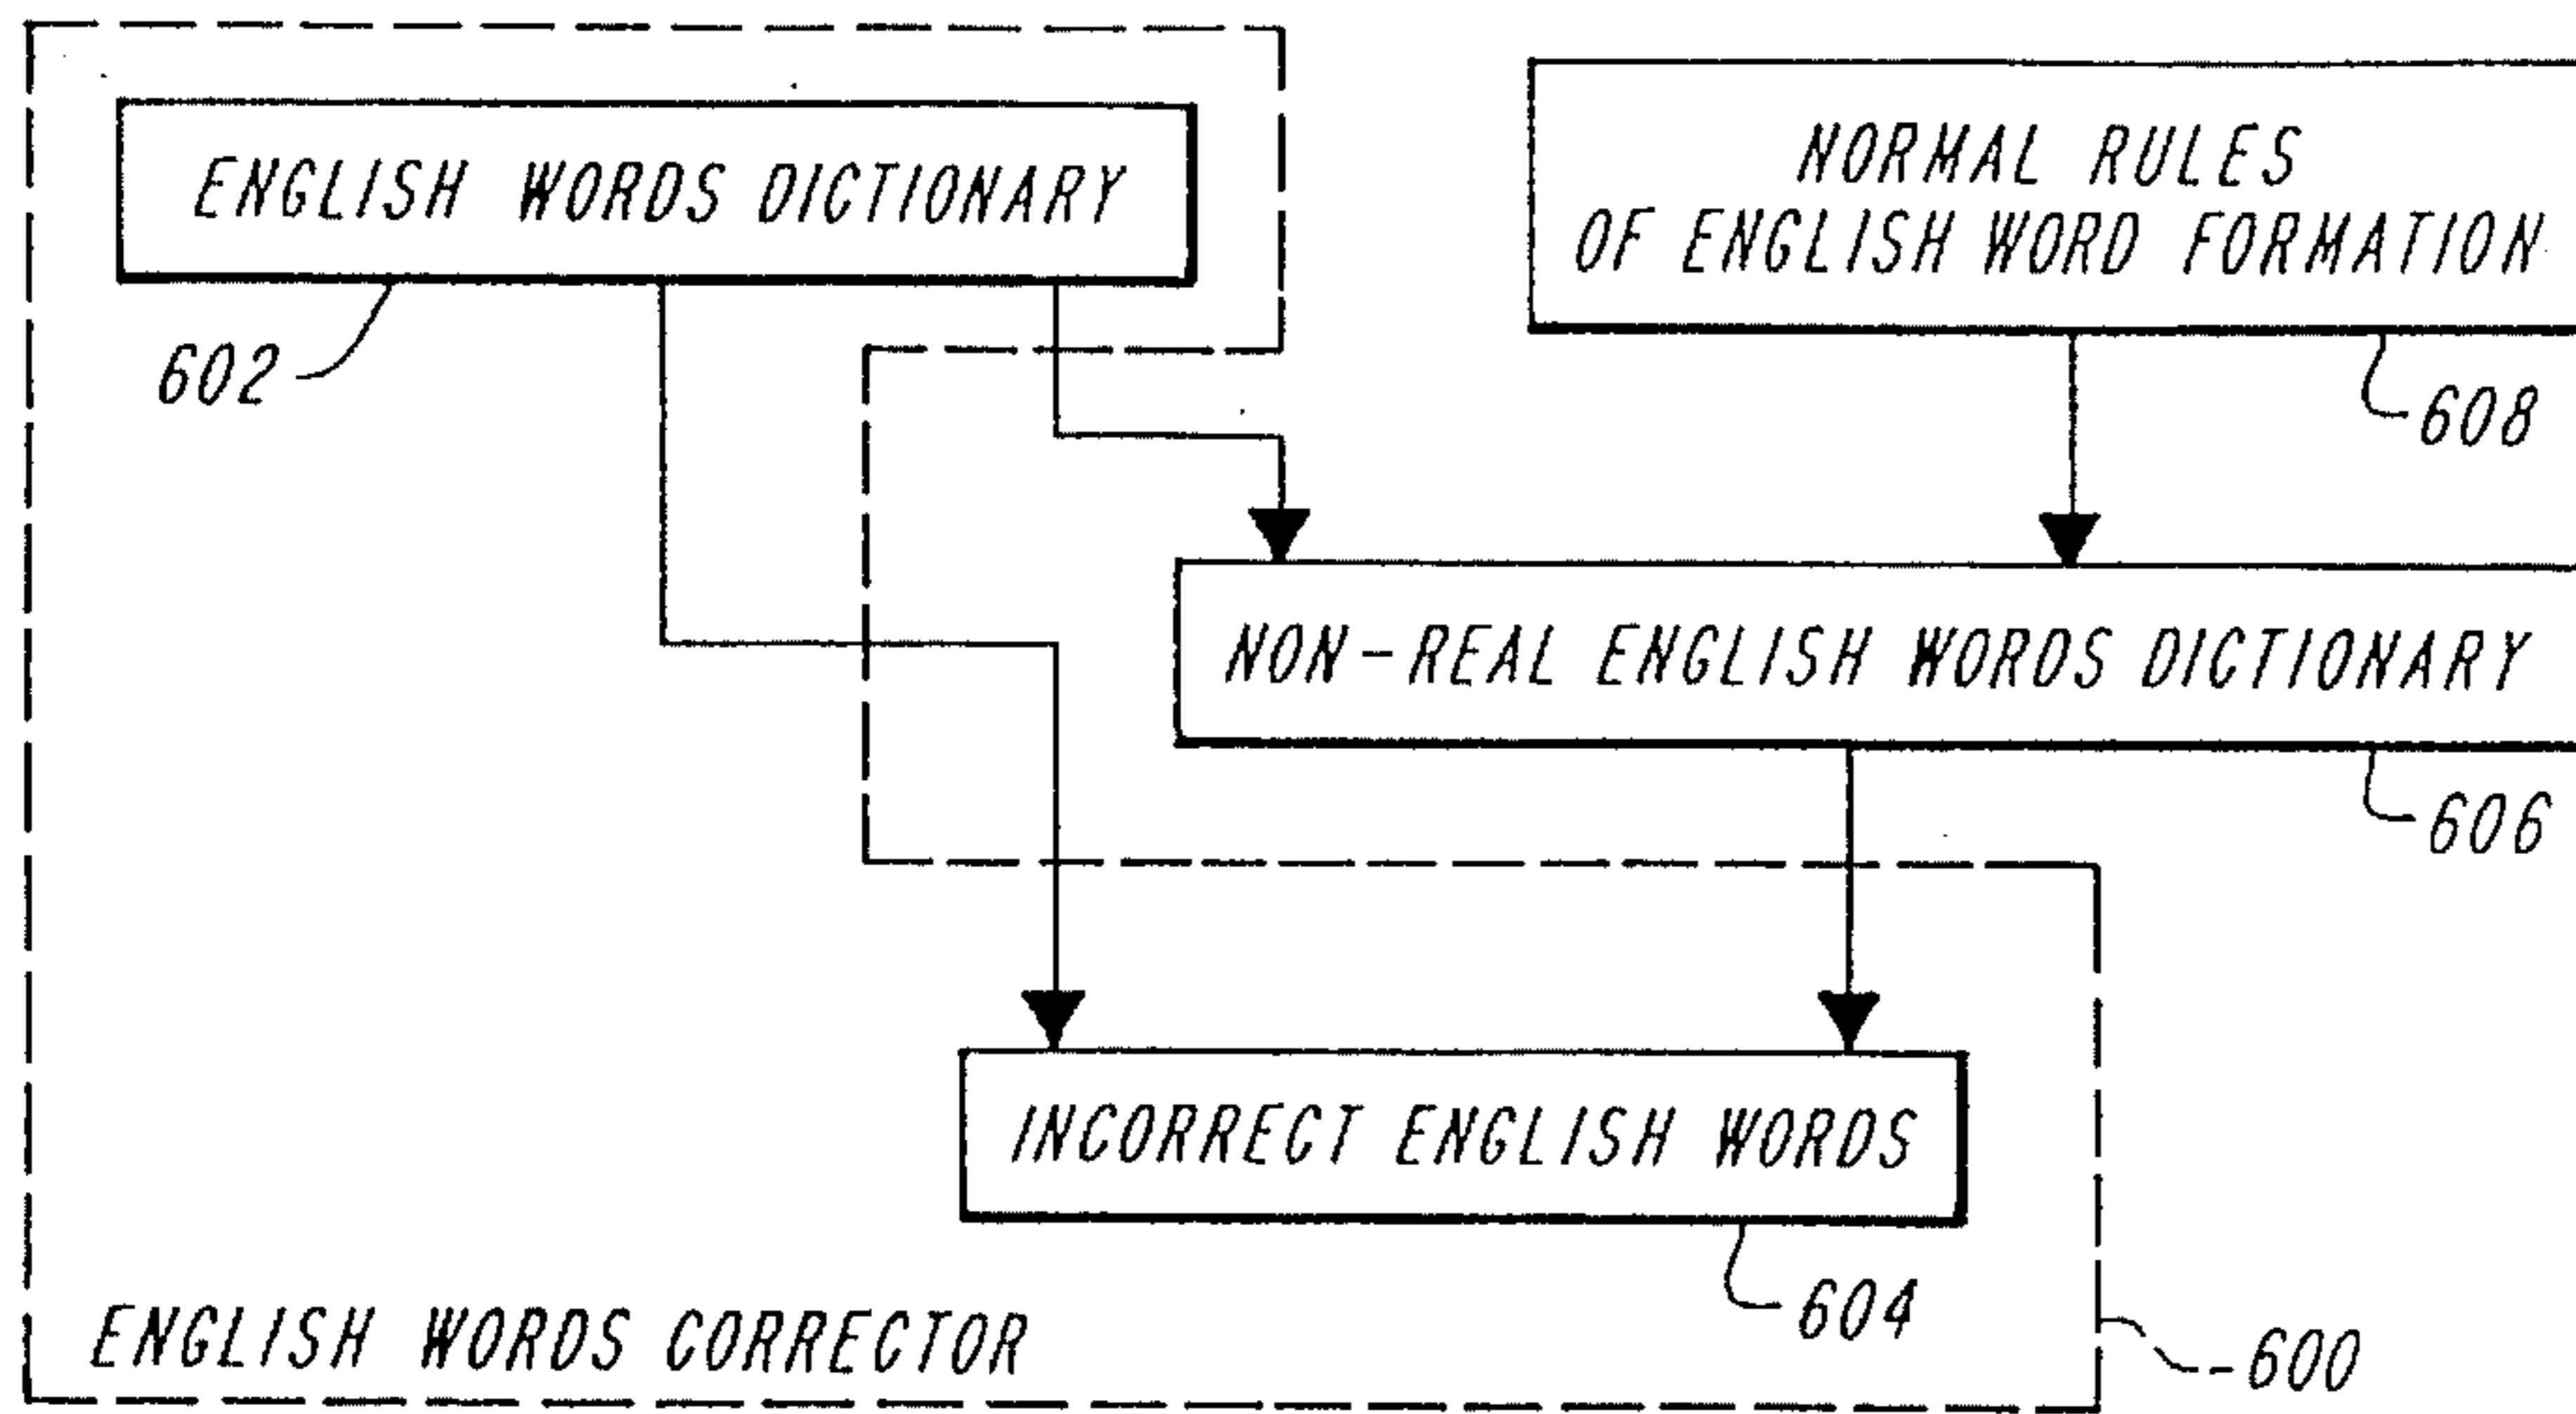 ENGLISH WORDS DICTIONARY
602
NORMAL RULES
OF ENGLISH WORD FORMATION
608
NON-REAL ENGLISH WORDS DICTIONARY
606
INCORRECT ENGLISH WORDS
604
ENGLISH WORDS CORRECTOR
600